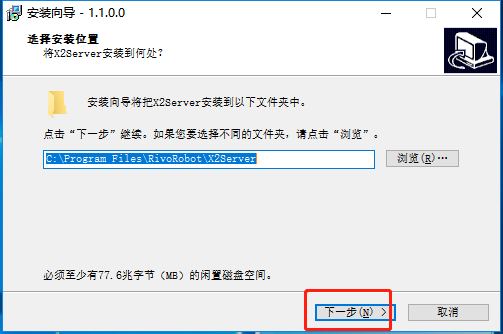 安装向导 - 1.1.0.0
选择安装位置
将X2Server安装到何处？
安装向导将把X2Server安装到以下文件夹中。
点击“下一步”继续。如果您要选择不同的文件夹，请点击“浏览”。
C:\Program Files\RivoRobot\X2Server
浏览(R)…
必须至少有77.6兆字节（MB）的闲置磁盘空间。
下一步(N) >
取消